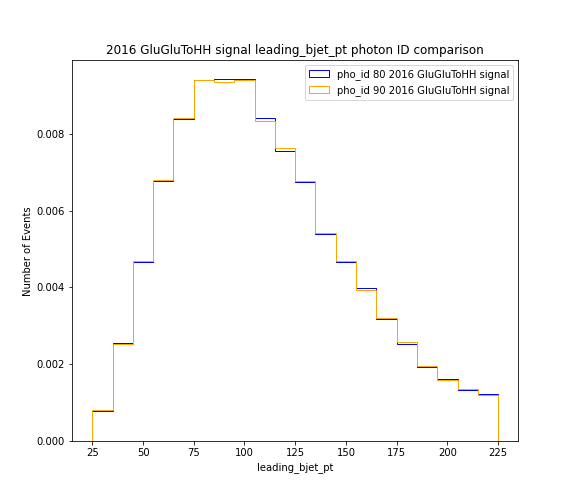 2016 GluGluToHH signal leading_bjet_pt photon ID comparison
pho_id 80 2016 GluGluToHH signal
pho_id 90 2016 GluGluToHH signal
Number of Events
0.008
0.006
0.004
0.002
0.000
25 50 75 100 125 150 175 200 225
leading_bjet_pt